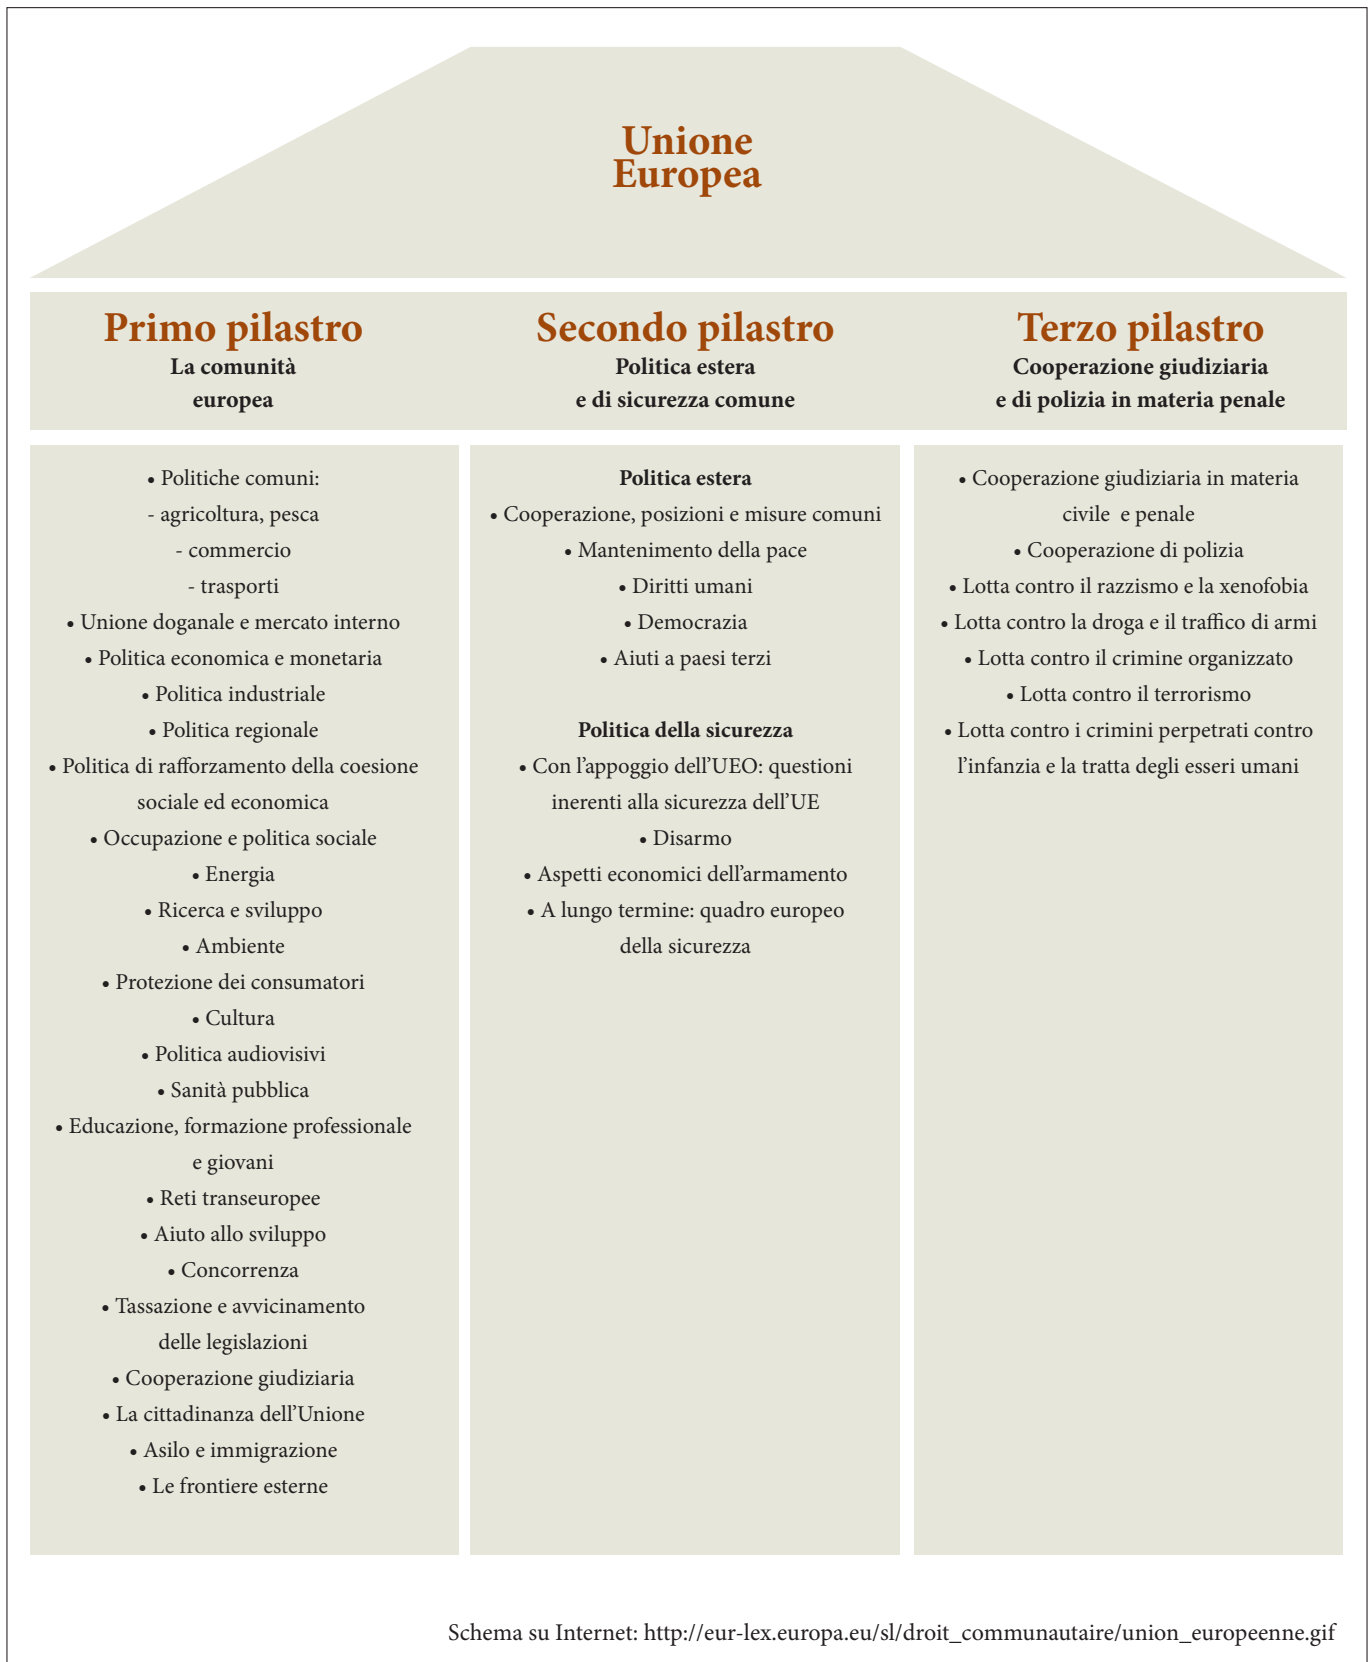 Unione
Europea
Primo pilastro
La comunità
europea
Secondo pilastro
Politica estera
e di sicurezza comune
Terzo pilastro
Cooperazione giudiziaria
e di polizia in materia penale
• Politiche comuni:
- agricoltura, pesca
- commercio
- trasporti
• Unione doganale e mercato interno
• Politica economica e monetaria
• Politica industriale
• Politica regionale
• Politica di rafforzamento della coesione
sociale ed economica
• Occupazione e politica sociale
• Energia
• Ricerca e sviluppo
• Ambiente
• Protezione dei consumatori
• Cultura
• Politica audiovisivi
• Sanità pubblica
• Educazione, formazione professionale
e giovani
• Reti transeuropee
• Aiuto allo sviluppo
• Concorrenza
• Tassazione e avvicinamento
delle legislazioni
• Cooperazione giudiziaria
• La cittadinanza dell'Unione
• Asilo e immigrazione
• Le frontiere esterne
Politica estera
• Cooperazione, posizioni e misure comuni
• Mantenimento della pace
• Diritti umani
• Democrazia
• Aiuti a paesi terzi
Politica della sicurezza
• Con l'appoggio dell'UEO: questioni
inerenti alla sicurezza dell'UE
• Disarmo
• Aspetti economici dell'armamento
• A lungo termine: quadro europeo
della sicurezza
• Cooperazione giudiziaria in materia
civile e penale
• Cooperazione di polizia
• Lotta contro il razzismo e la xenofobia
• Lotta contro la droga e il traffico di armi
• Lotta contro il crimine organizzato
• Lotta contro il terrorismo
• Lotta contro i crimini perpetrati contro
l'infanzia e la tratta degli esseri umani
Schema su Internet: http://eur-lex.europa.eu/sl/droit_communautaire/union_europeenne.gif